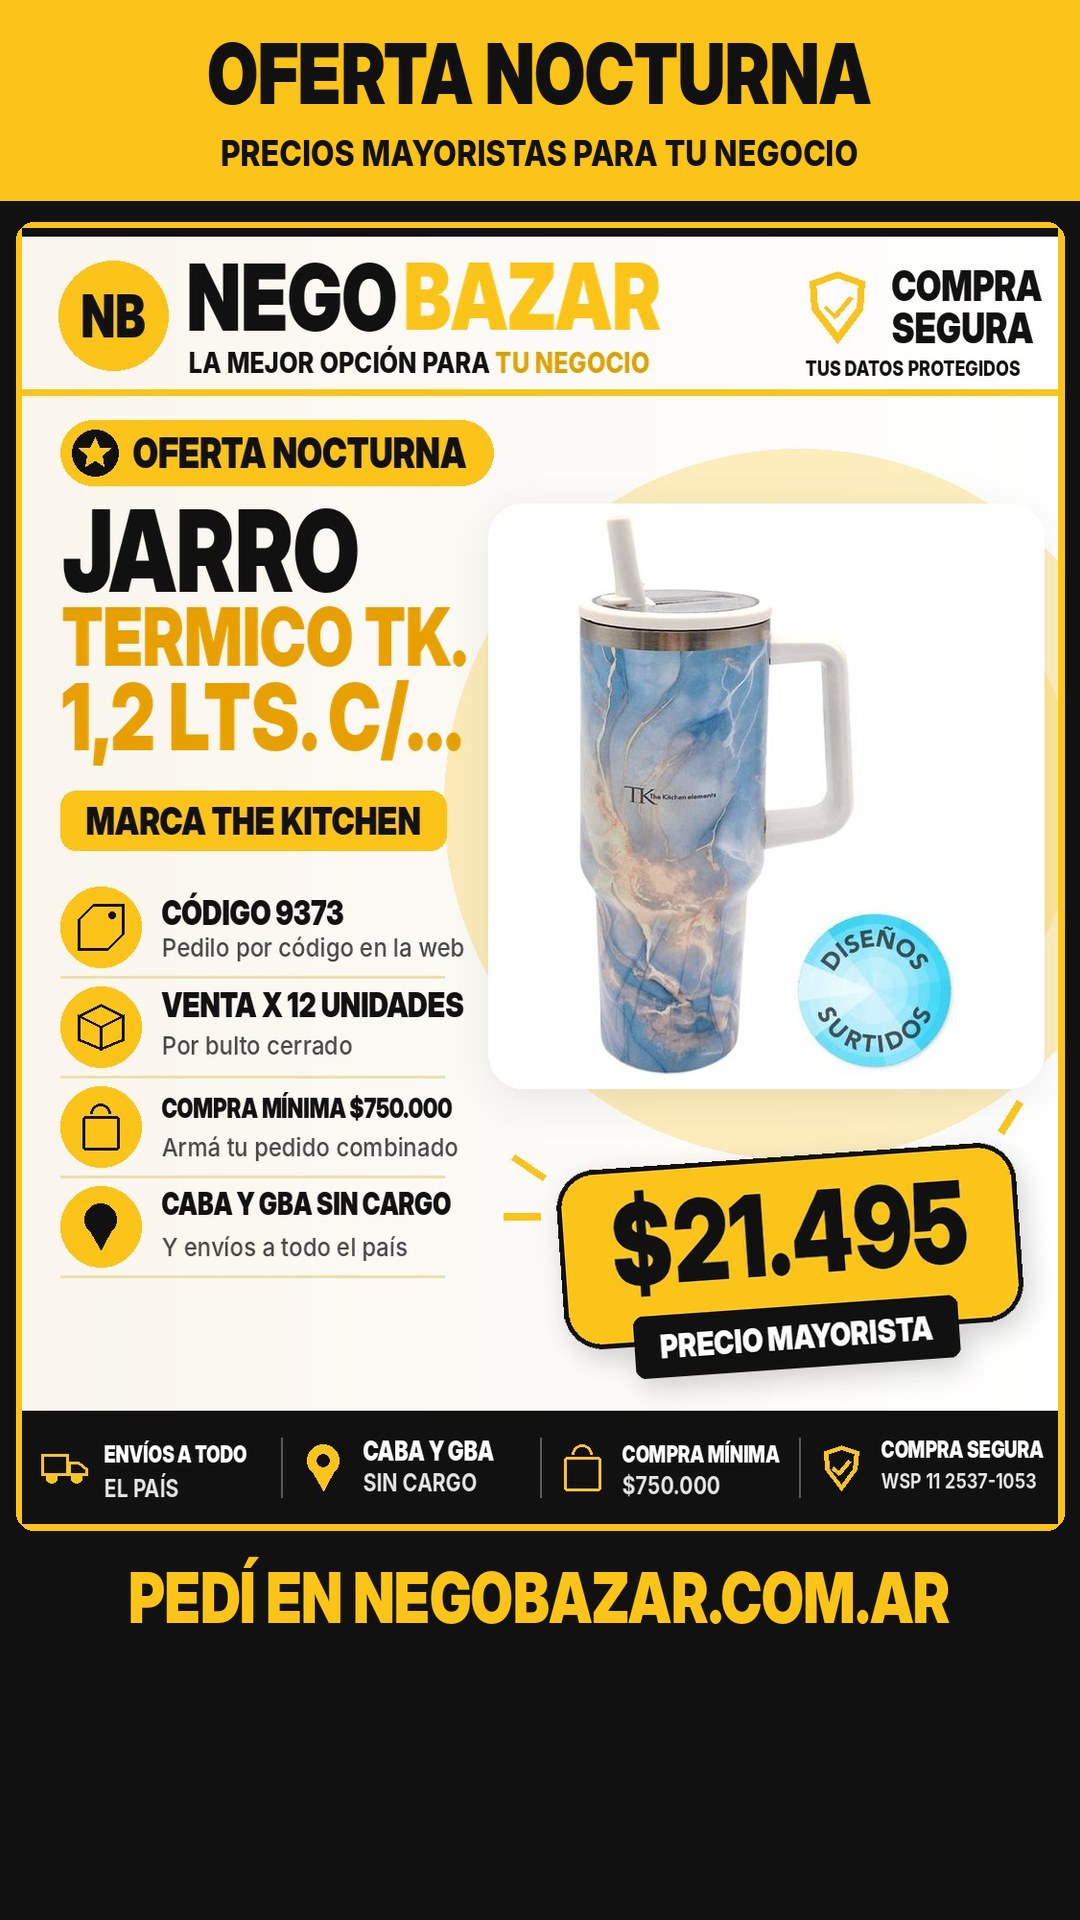 OFERTA NOCTURNA
PRECIOS MAYORISTAS PARA TU NEGOCIO
NB
NEGOBAZAR
LA MEJOR OPCIÓN PARA TU NEGOCIO
COMPRA
SEGURA
TUS DATOS PROTEGIDOS
OFERTA NOCTURNA
JARRO
TERMICO TK.
1,2 LTS. C/...
MARCA THE KITCHEN
CÓDIGO 9373
Pedilo por código en la web
VENTA X 12 UNIDADES
Por bulto cerrado
COMPRA MÍNIMA $750.000
Armá tu pedido combinado
CABA Y GBA SIN CARGO
Y envíos a todo el país
TK The Kitchen elements
DISEÑOS
SURTIDOS
$21.495
PRECIO MAYORISTA
ENVÍOS A TODO
EL PAÍS
CABA Y GBA
SIN CARGO
COMPRA MÍNIMA
$750.000
COMPRA SEGURA
WSP 11 2537-1053
PEDÍ EN NEGOBAZAR.COM.AR